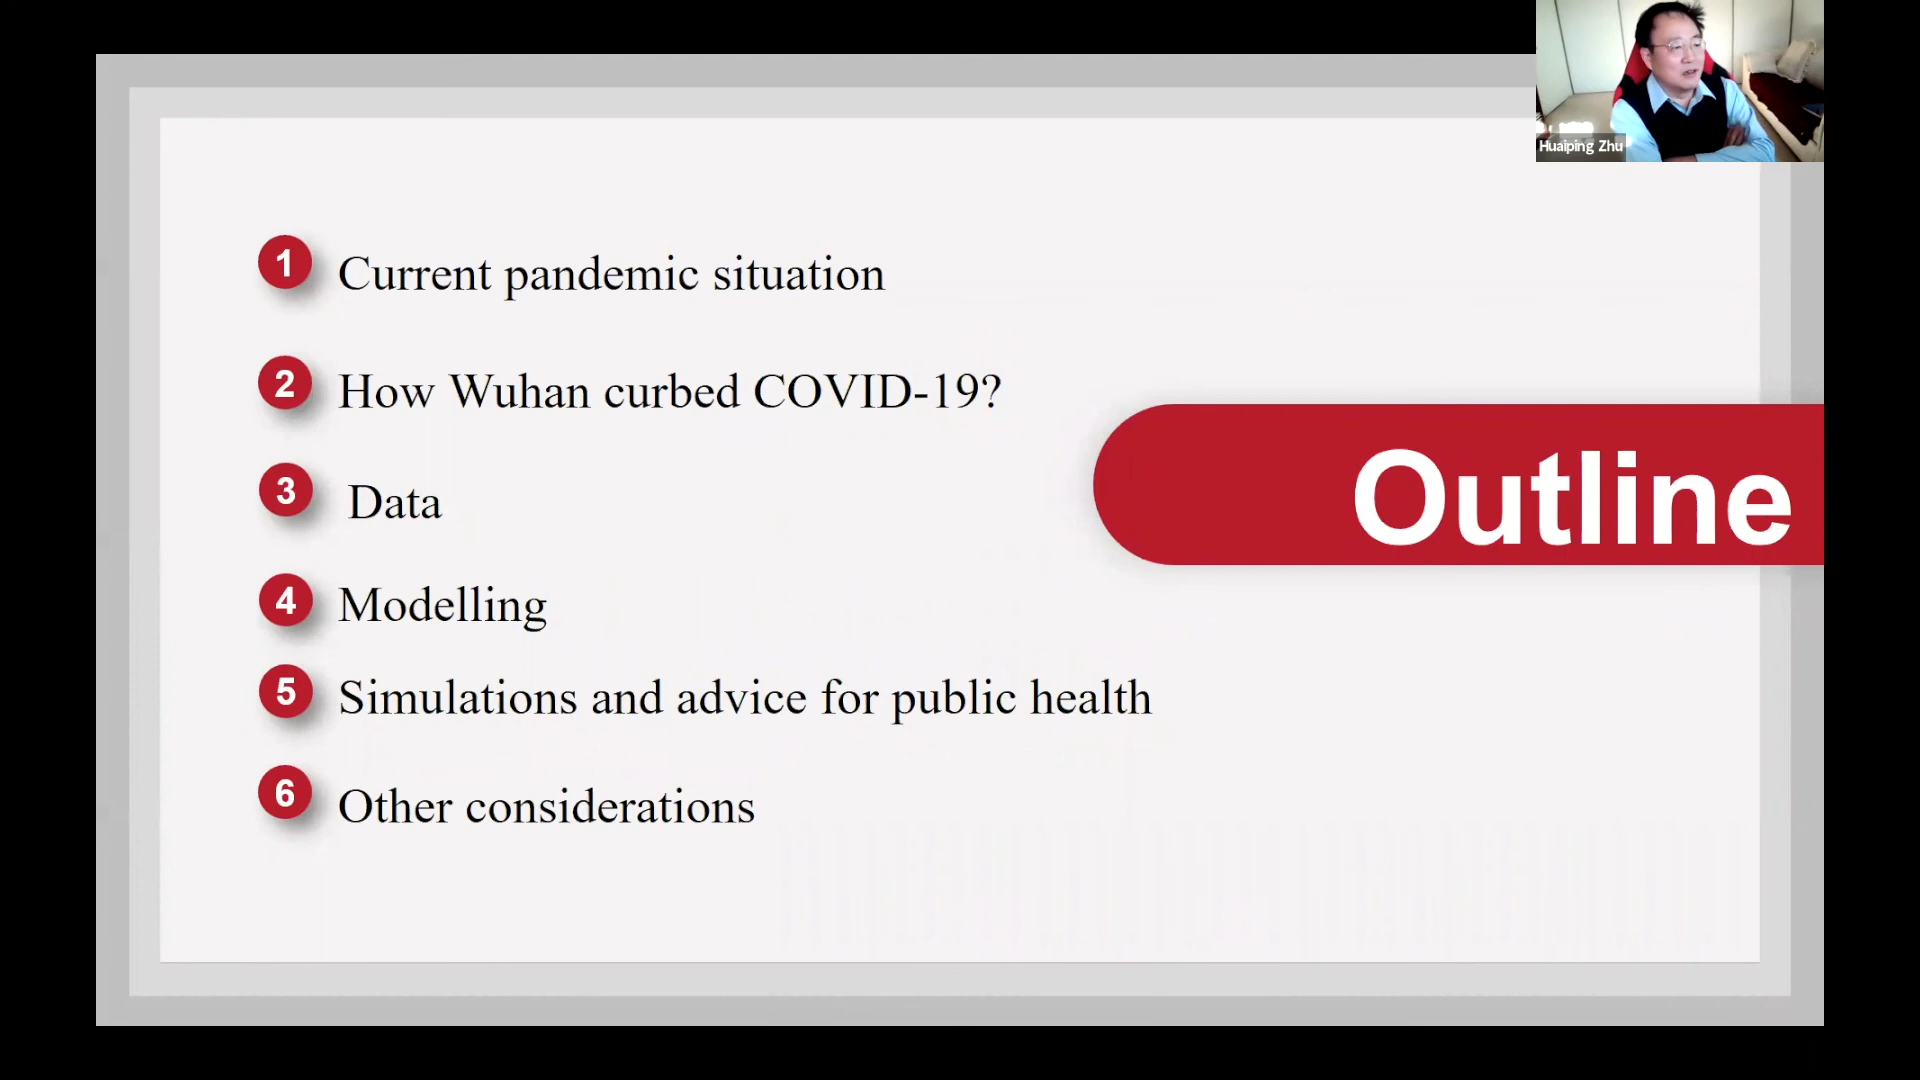 Huaiping Zhu
1 Current pandemic situation
2 How Wuhan curbed COVID-19?
3 Data
4 Modelling
5 Simulations and advice for public health
6 Other considerations
Outline